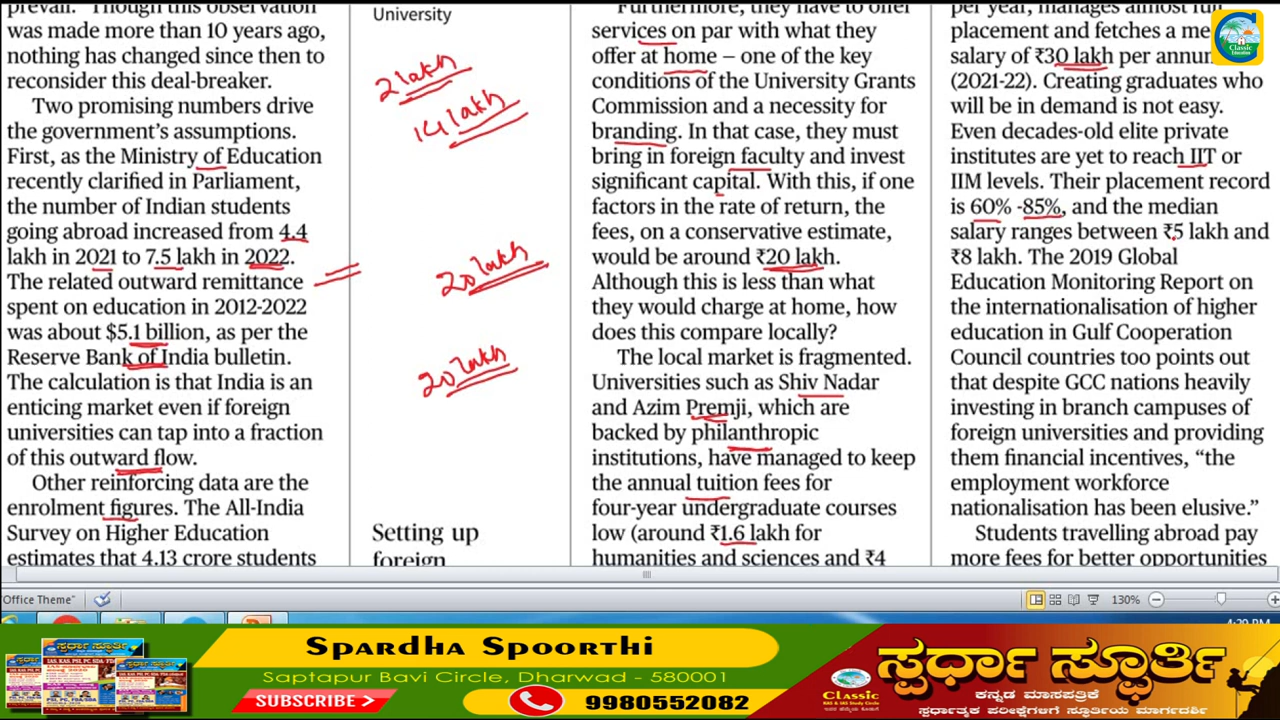 prevail. Though this observation
was made more than 10 years ago,
nothing has changed since then to
reconsider this deal-breaker.
Two promising numbers drive
the government's assumptions.
First, as the Ministry of Education
recently clarified in Parliament,
the number of Indian students
going abroad increased from 4.4
lakh in 2021 to 7.5 lakh in 2022.
The related outward remittance
spent on education in 2012-2022
was about $5.1 billion, as per the
Reserve Bank of India bulletin.
The calculation is that India is an
enticing market even if foreign
universities can tap into a fraction
of this outward flow.
Other reinforcing data are the
enrolment figures. The All-India
Survey on Higher Education
estimates that 4.13 crore students
University
2 lakh
14 lakh
20 lakh
20 lakh
Setting up
foreign
Furthermore, they have to offer
services on par with what they
offer at home – one of the key
conditions of the University Grants
Commission and a necessity for
branding. In that case, they must
bring in foreign faculty and invest
significant capital. With this, if one
factors in the rate of return, the
fees, on a conservative estimate,
would be around ₹20 lakh.
Although this is less than what
they would charge at home, how
does this compare locally?
The local market is fragmented.
Universities such as Shiv Nadar
and Azim Premji, which are
backed by philanthropic
institutions, have managed to keep
the annual tuition fees for
four-year undergraduate courses
low (around ₹1.6 lakh for
humanities and sciences and ₹4
per year, manages almost full
placement and fetches a me
salary of ₹30 lakh per annu
(2021-22). Creating graduates who
will be in demand is not easy.
Even decades-old elite private
institutes are yet to reach IIT or
IIM levels. Their placement record
is 60% -85%, and the median
salary ranges between ₹5 lakh and
₹8 lakh. The 2019 Global
Education Monitoring Report on
the internationalisation of higher
education in Gulf Cooperation
Council countries too points out
that despite GCC nations heavily
investing in branch campuses of
foreign universities and providing
them financial incentives, "the
employment workforce
nationalisation has been elusive."
Students travelling abroad pay
more fees for better opportunities
Classic
Education
"Office Theme"
130%
4:29 PM
Spardha Spoorthi
Saptapur Bavi Circle, Dharwad - 580001
SUBSCRIBE
9980552082
ಸ್ಪರ್ಧಾ ಸ್ಫೂರ್ತಿ
ಕನ್ನಡ ಮಾಸಪತ್ರಿಕೆ
Classic
KAS & IAS Study Circle
ಸ್ಪರ್ಧಾತ್ಮಕ ಪರೀಕ್ಷೆಗಳಿಗೆ ಸ್ಫೂರ್ತಿಯ ಮಾರ್ಗದರ್ಶಿ